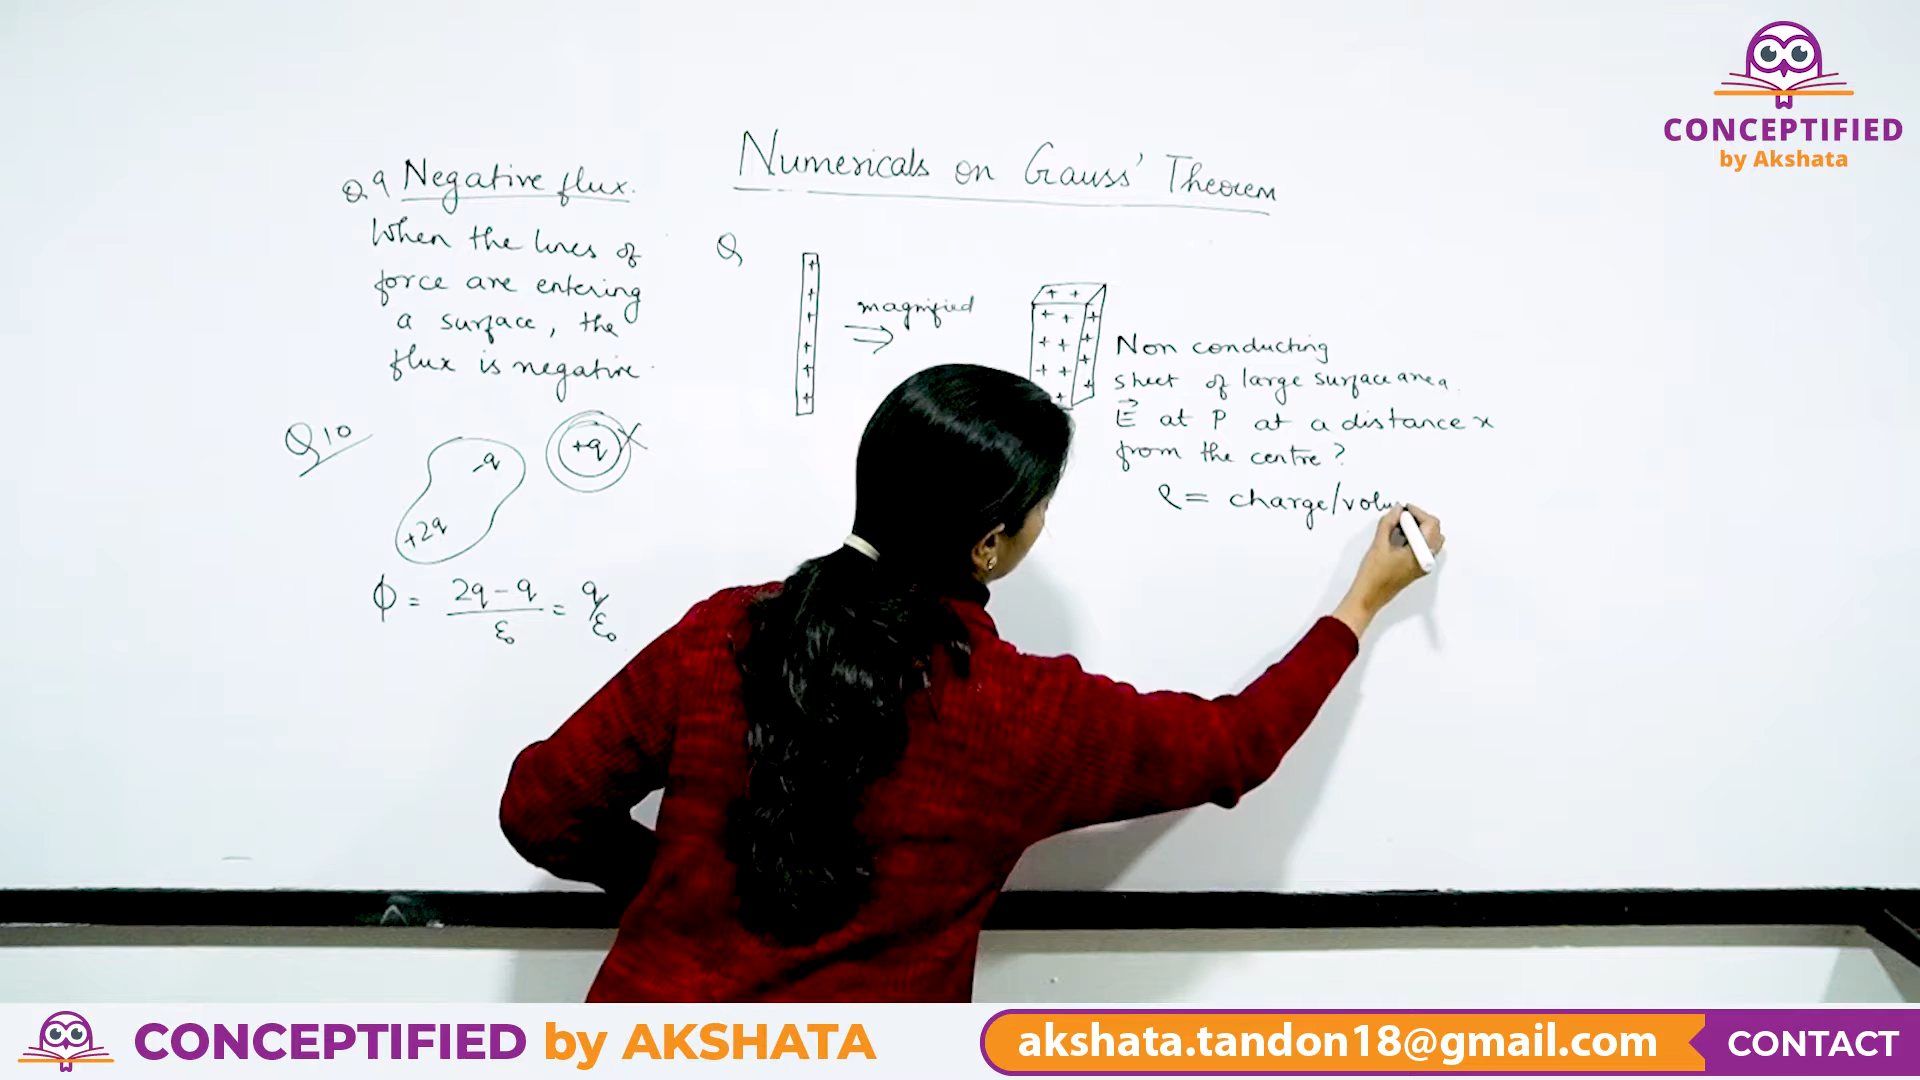 CONCEPTIFIED
by Akshata
Numericals on Gauss' Theorem
Q9 Negative flux.
When the lines of
force are entering
a surface, the
flux is negative.
Q10
-q
+2q
+q
ϕ = 2q - q / ε₀ = q/ε₀
Q
magnified
Non conducting
sheet of large surface area.
E⃗ at P at a distance x
from the centre?
ρ = charge/volu
CONCEPTIFIED by AKSHATA
akshata.tandon18@gmail.com
CONTACT